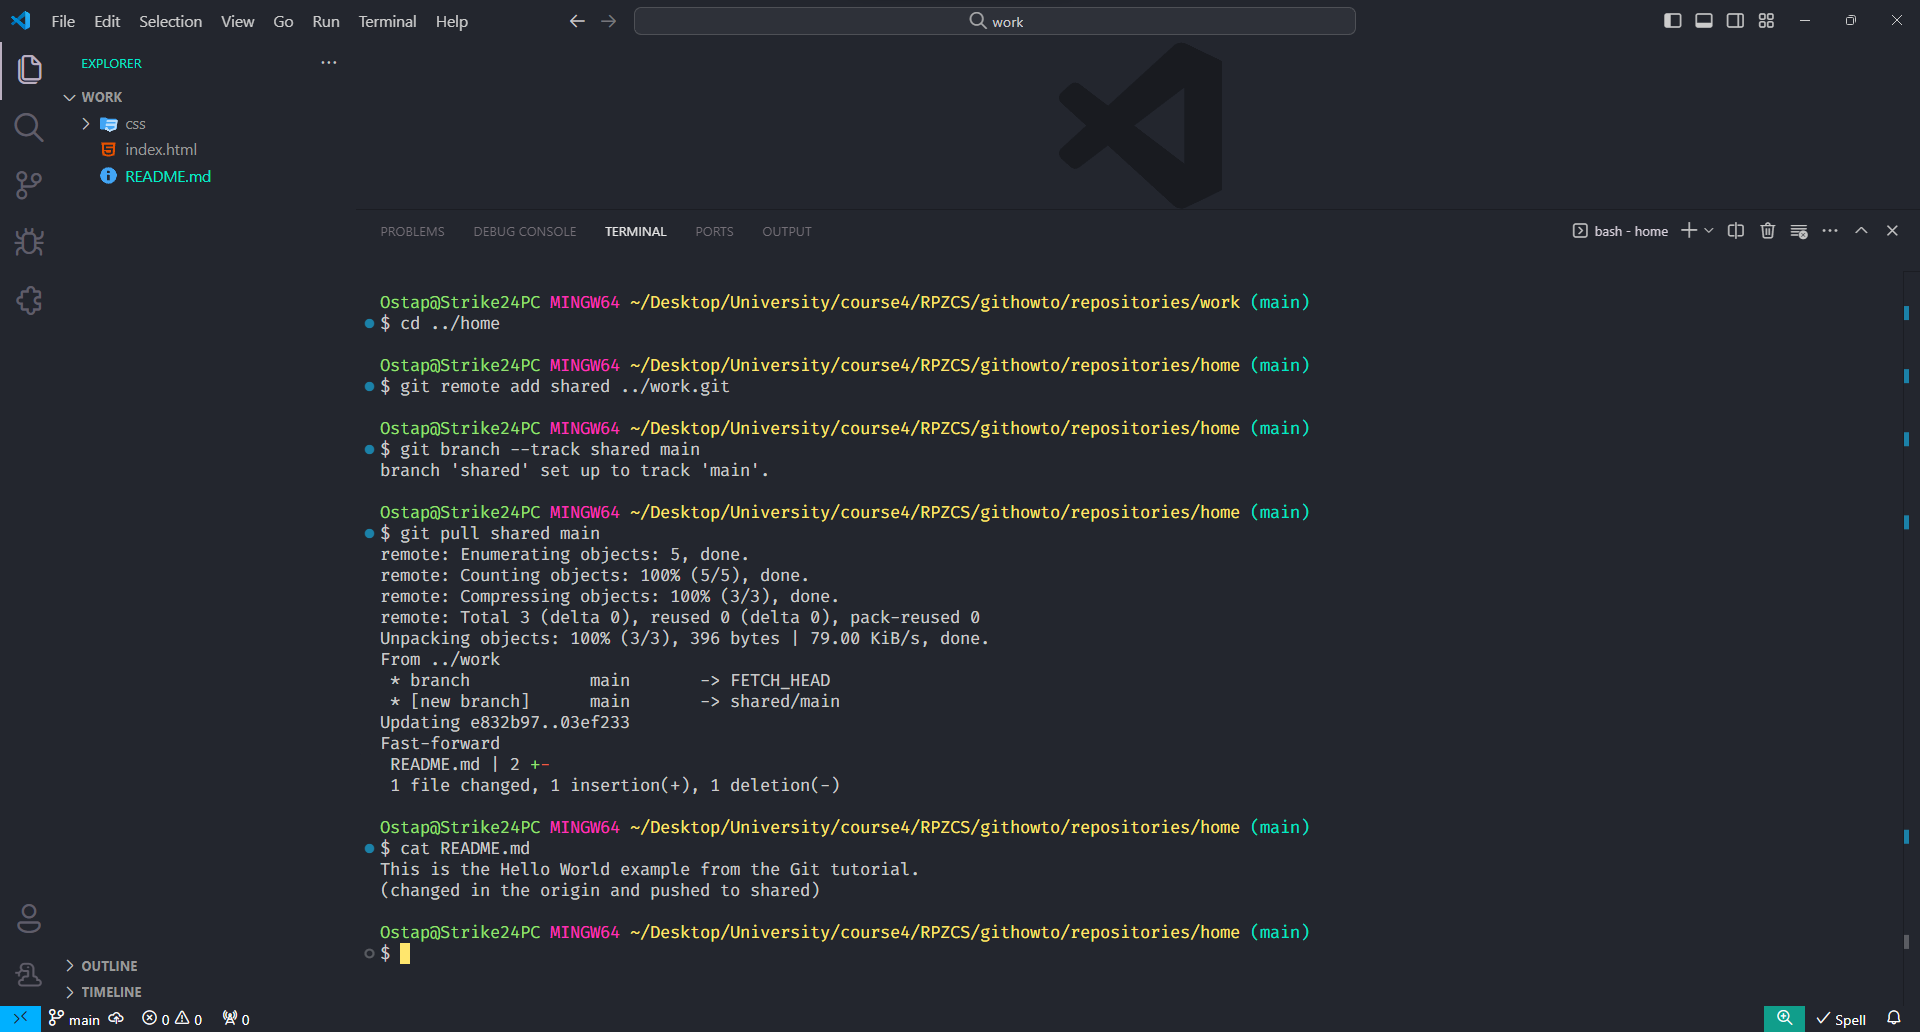 File Edit Selection View Go Run Terminal Help
work
EXPLORER
WORK
css
index.html
README.md
PROBLEMS DEBUG CONSOLE TERMINAL PORTS OUTPUT
bash - home
Ostap@Strike24PC MINGW64 ~/Desktop/University/course4/RPZCS/githowto/repositories/work (main)
$ cd ../home
Ostap@Strike24PC MINGW64 ~/Desktop/University/course4/RPZCS/githowto/repositories/home (main)
$ git remote add shared ../work.git
Ostap@Strike24PC MINGW64 ~/Desktop/University/course4/RPZCS/githowto/repositories/home (main)
$ git branch --track shared main
branch 'shared' set up to track 'main'.
Ostap@Strike24PC MINGW64 ~/Desktop/University/course4/RPZCS/githowto/repositories/home (main)
$ git pull shared main
remote: Enumerating objects: 5, done.
remote: Counting objects: 100% (5/5), done.
remote: Compressing objects: 100% (3/3), done.
remote: Total 3 (delta 0), reused 0 (delta 0), pack-reused 0
Unpacking objects: 100% (3/3), 396 bytes | 79.00 KiB/s, done.
From ../work
 * branch            main       -> FETCH_HEAD
 * [new branch]      main       -> shared/main
Updating e832b97..03ef233
Fast-forward
 README.md | 2 +-
 1 file changed, 1 insertion(+), 1 deletion(-)
Ostap@Strike24PC MINGW64 ~/Desktop/University/course4/RPZCS/githowto/repositories/home (main)
$ cat README.md
This is the Hello World example from the Git tutorial.
(changed in the origin and pushed to shared)
Ostap@Strike24PC MINGW64 ~/Desktop/University/course4/RPZCS/githowto/repositories/home (main)
$
OUTLINE
TIMELINE
main 0 0 0 Spell